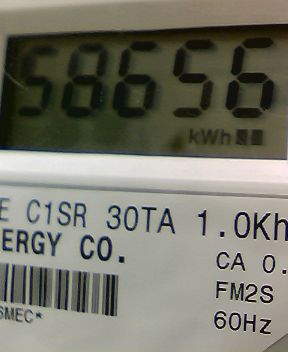 58656
kWh
E C1SR 30TA 1.0Kh
ERGY CO.
CA 0.
FM2S
SMEC*
60Hz